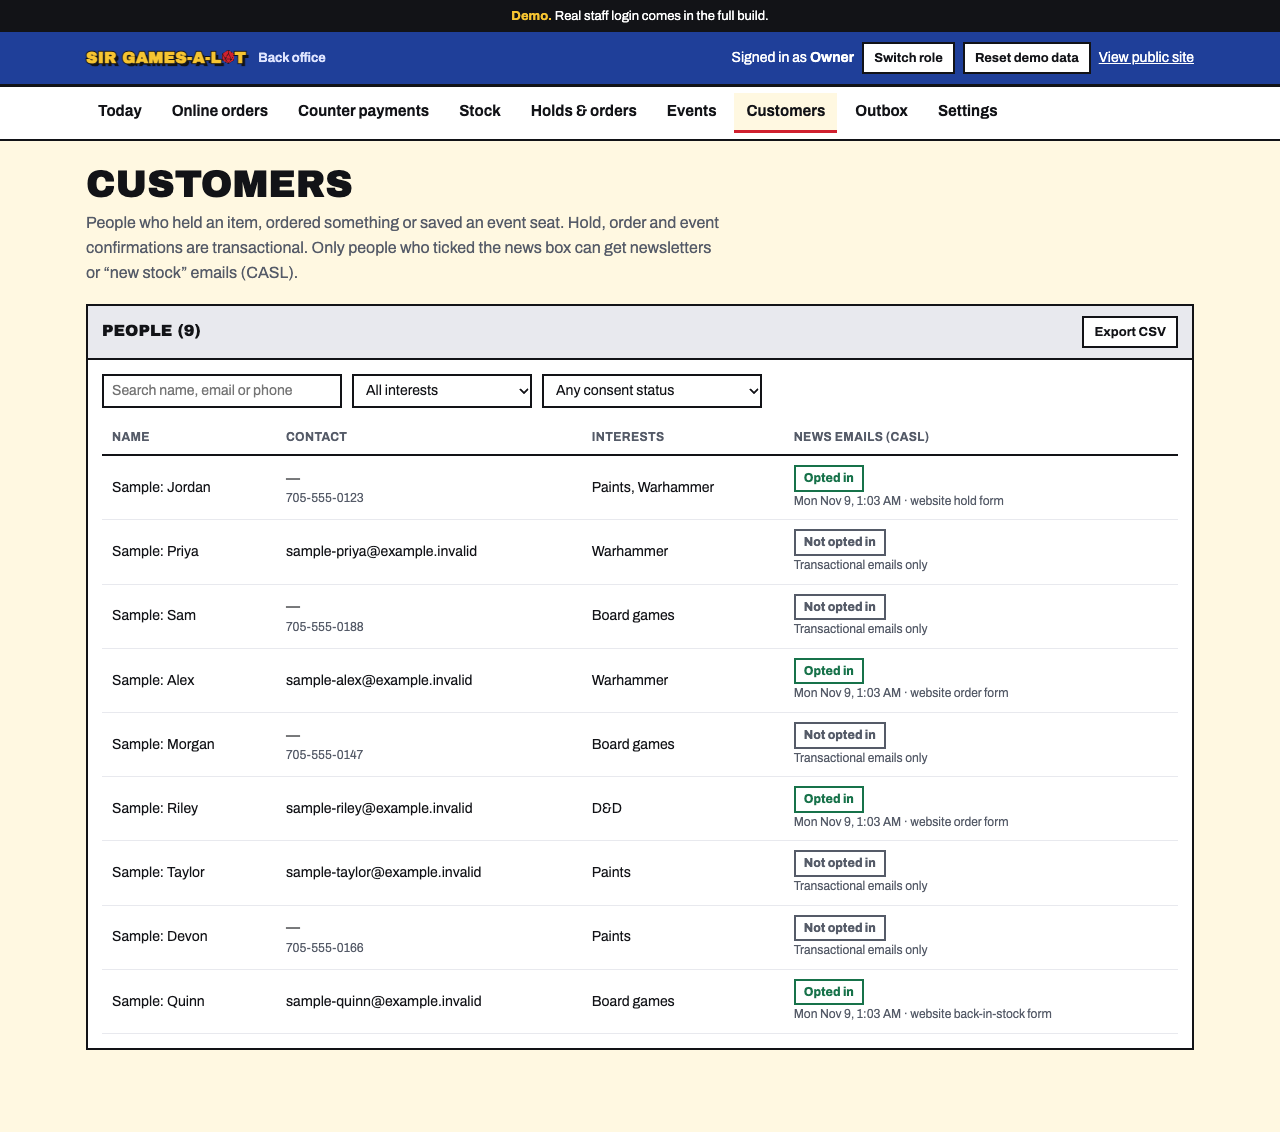 Demo. Real staff login comes in the full build.
SIR GAMES-A-LOT Back office Signed in as Owner Switch role Reset demo data View public site
Today Online orders Counter payments Stock Holds & orders Events Customers Outbox Settings
CUSTOMERS
People who held an item, ordered something or saved an event seat. Hold, order and event
confirmations are transactional. Only people who ticked the news box can get newsletters
or “new stock” emails (CASL).
PEOPLE (9) Export CSV
Search name, email or phone All interests Any consent status
NAME CONTACT INTERESTS NEWS EMAILS (CASL)
Sample: Jordan — Paints, Warhammer Opted in
705-555-0123 Mon Nov 9, 1:03 AM · website hold form
Sample: Priya sample-priya@example.invalid Warhammer Not opted in
Transactional emails only
Sample: Sam — Board games Not opted in
705-555-0188 Transactional emails only
Sample: Alex sample-alex@example.invalid Warhammer Opted in
Mon Nov 9, 1:03 AM · website order form
Sample: Morgan — Board games Not opted in
705-555-0147 Transactional emails only
Sample: Riley sample-riley@example.invalid D&D Opted in
Mon Nov 9, 1:03 AM · website order form
Sample: Taylor sample-taylor@example.invalid Paints Not opted in
Transactional emails only
Sample: Devon — Paints Not opted in
705-555-0166 Transactional emails only
Sample: Quinn sample-quinn@example.invalid Board games Opted in
Mon Nov 9, 1:03 AM · website back-in-stock form